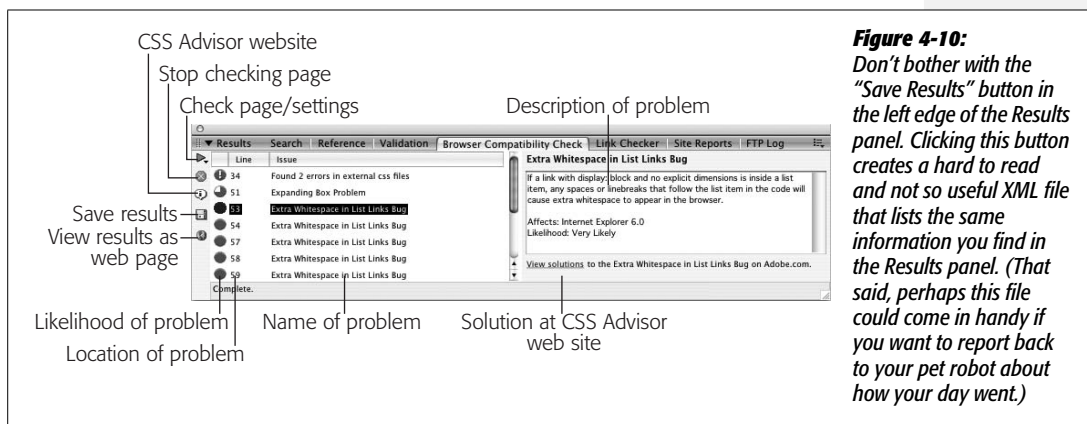 CSS Advisor website
Stop checking page
Check page/settings
Description of problem
Results Search Reference Validation Browser Compatibility Check Link Checker Site Reports FTP Log
Line Issue
34 Found 2 errors in external css files
51 Expanding Box Problem
53 Extra Whitespace in List Links Bug
54 Extra Whitespace in List Links Bug
57 Extra Whitespace in List Links Bug
58 Extra Whitespace in List Links Bug
59 Extra Whitespace in List Links Bug
Complete.
Extra Whitespace in List Links Bug
If a link with display: block and no explicit dimensions is inside a list
item, any spaces or linebreaks that follow the list item in the code will
cause extra whitespace to appear in the browser.
Affects: Internet Explorer 6.0
Likelihood: Very Likely
View solutions to the Extra Whitespace in List Links Bug on Adobe.com.
Save results
View results as
web page
Likelihood of problem
Location of problem
Name of problem
Solution at CSS Advisor
web site
Figure 4-10:
Don't bother with the
“Save Results” button in
the left edge of the Results
panel. Clicking this button
creates a hard to read
and not so useful XML file
that lists the same
information you find in
the Results panel. (That
said, perhaps this file
could come in handy if
you want to report back
to your pet robot about
how your day went.)